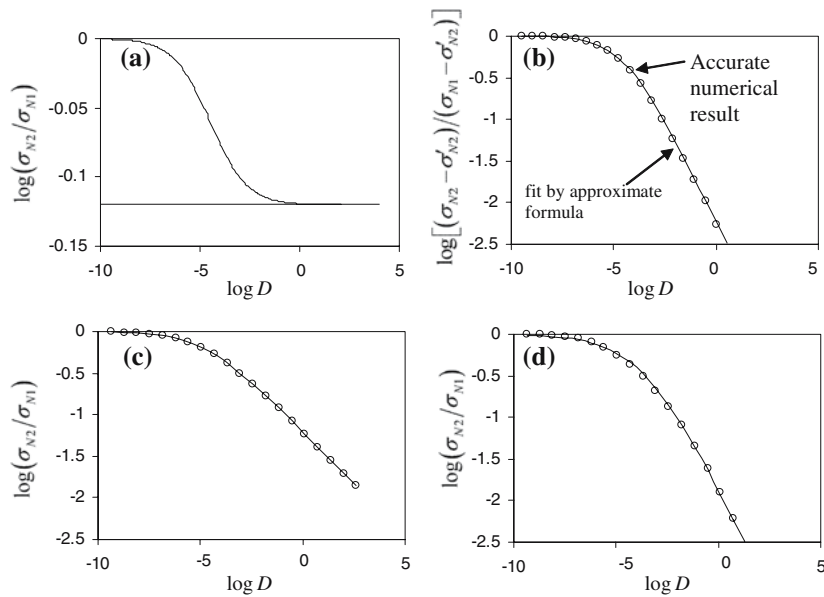 (a)
log(σN2/σN1)
0
-0.05
-0.1
-0.15
-10
-5
0
5
log D
(b)
log[(σN2 − σ′N2)/(σN1 − σ′N2)]
0
-0.5
-1
-1.5
-2
-2.5
Accurate
numerical
result
fit by approximate
formula
-10
-5
0
5
log D
(c)
log(σN2/σN1)
0
-0.5
-1
-1.5
-2
-2.5
-10
-5
0
5
log D
(d)
log(σN2/σN1)
0
-0.5
-1
-1.5
-2
-2.5
-10
-5
0
5
log D